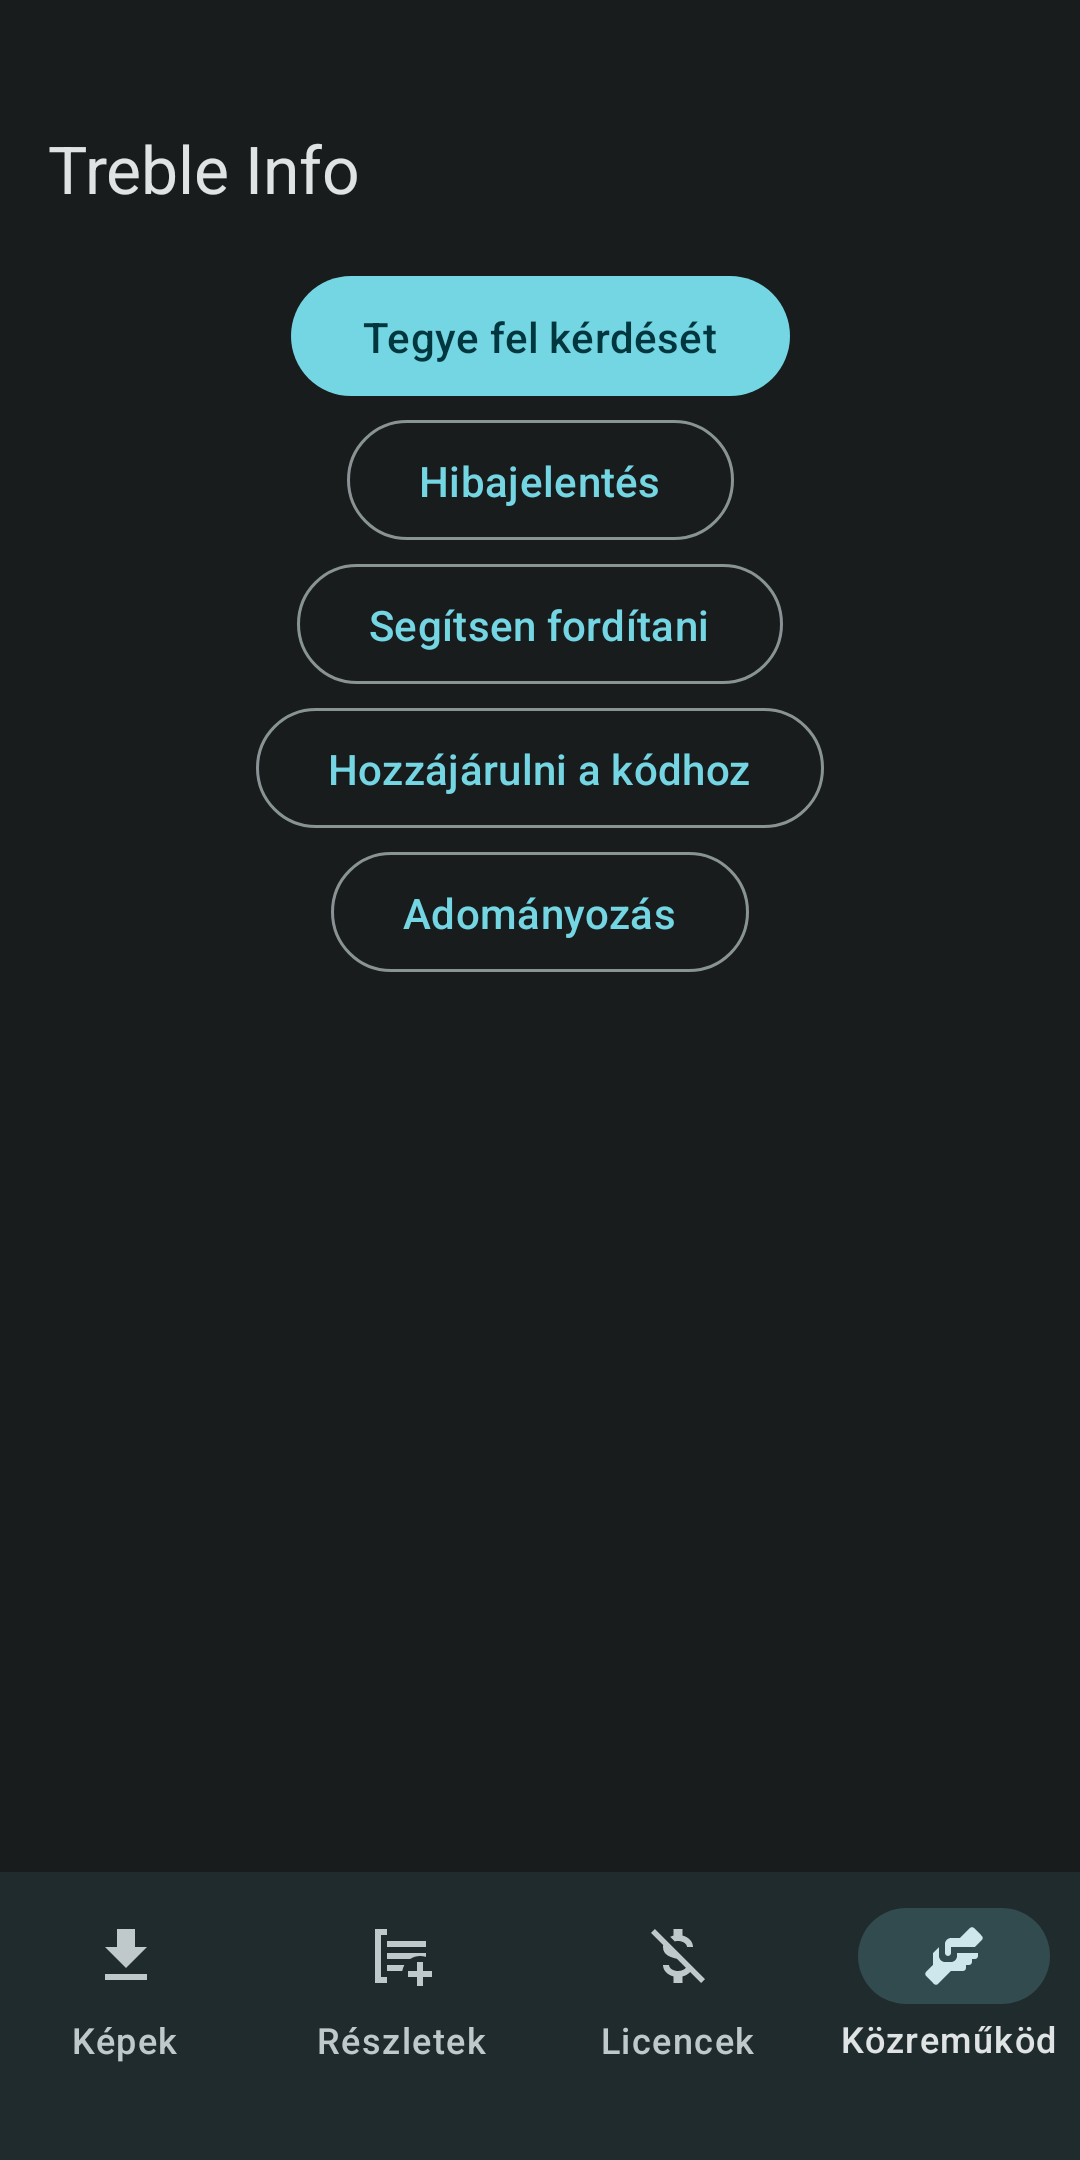 Treble Info
Tegye fel kérdését
Hibajelentés
Segítsen fordítani
Hozzájárulni a kódhoz
Adományozás
Képek
Részletek
Licencek
Közreműköd